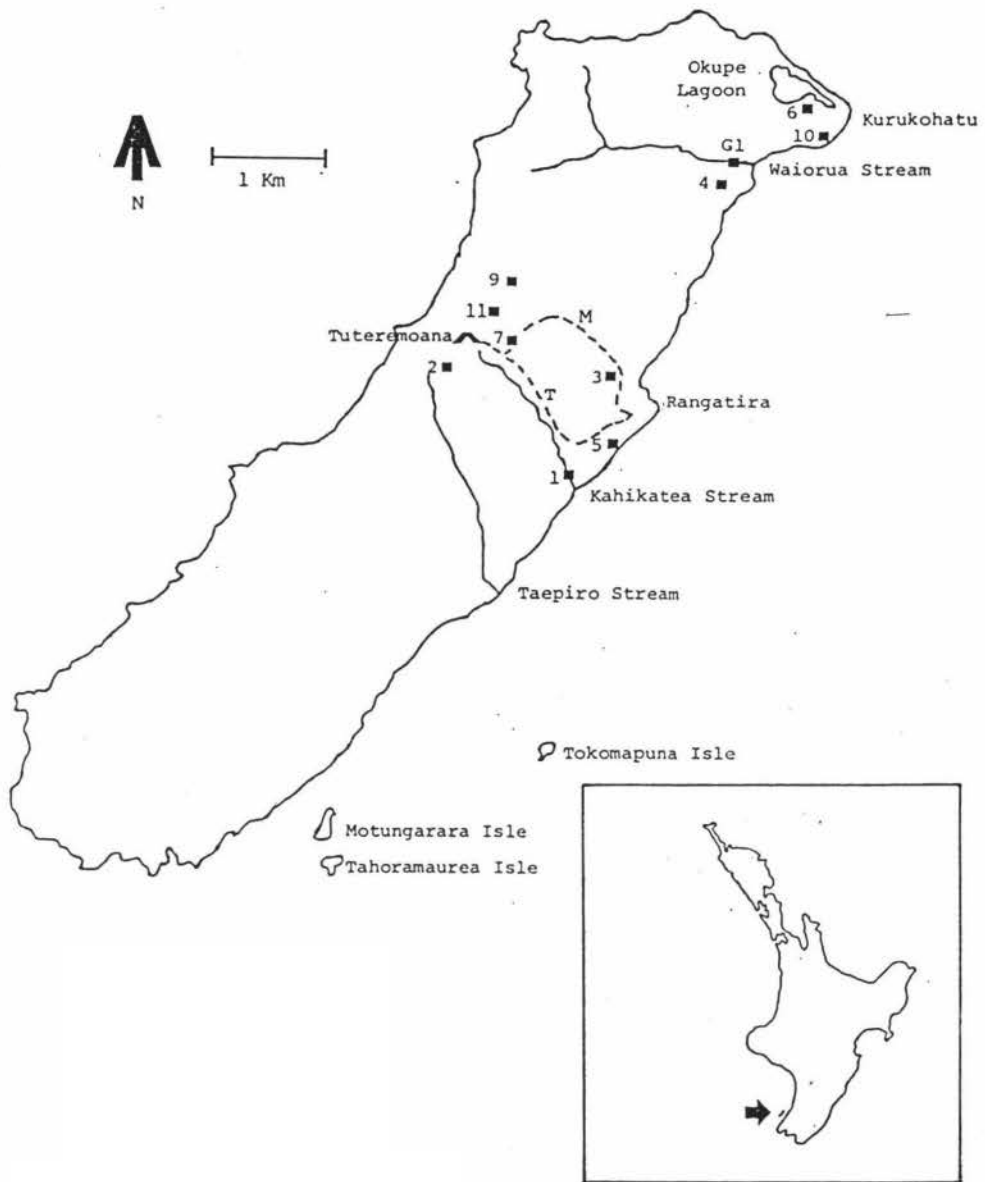 Okupe
Lagoon
6
Kurukohatu
10
G1
Waiorua Stream
4
1 Km
N
9
11
M
Tuteremoana
7
2
3
T
Rangatira
5
1
Kahikatea Stream
Taepiro Stream
Tokomapuna Isle
Motungarara Isle
Tahoramaurea Isle